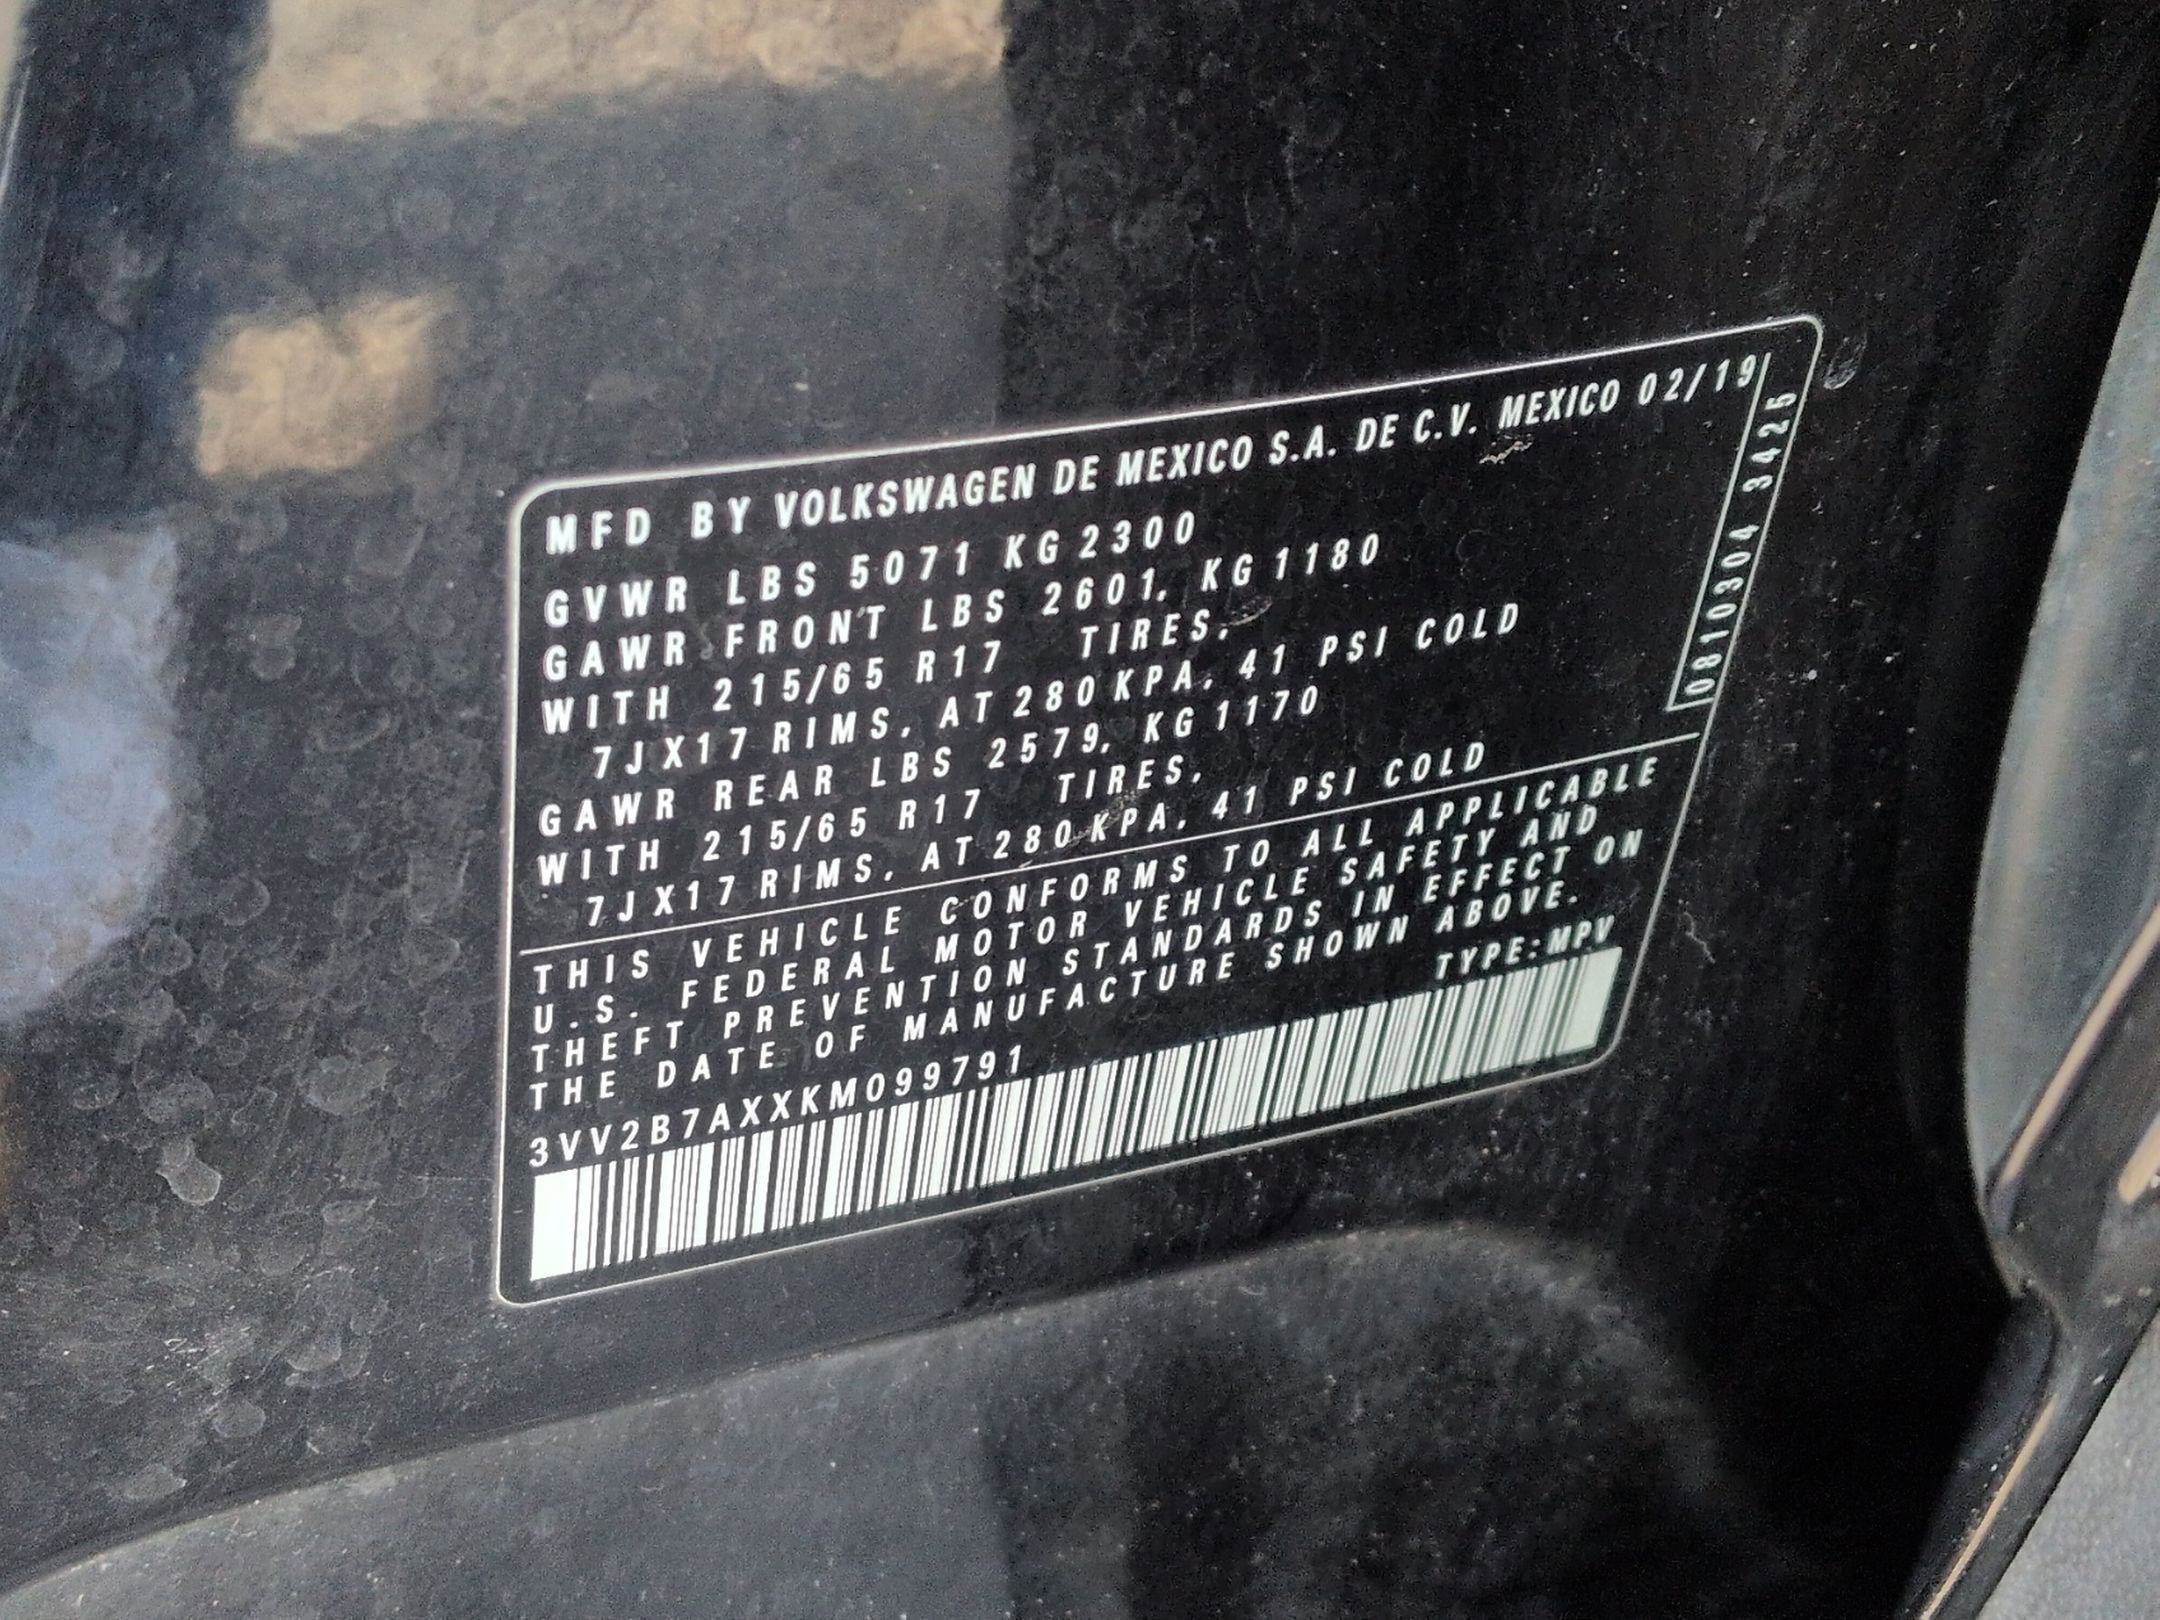 MFD BY VOLKSWAGEN DE MEXICO S.A. DE C.V. MEXICO 02/19
GVWR LBS 5071 KG 2300
GAWR FRONT LBS 2601, KG 1180
WITH 215/65 R17 TIRES,
7JX17 RIMS, AT 280 KPA, 41 PSI COLD
GAWR REAR LBS 2579, KG 1170
WITH 215/65 R17 TIRES,
7JX17 RIMS, AT 280 KPA, 41 PSI COLD
0810304 3425
THIS VEHICLE CONFORMS TO ALL APPLICABLE
U.S. FEDERAL MOTOR VEHICLE SAFETY AND
THEFT PREVENTION STANDARDS IN EFFECT ON
THE DATE OF MANUFACTURE SHOWN ABOVE.
3VV2B7AXXKM099791 TYPE: MPV